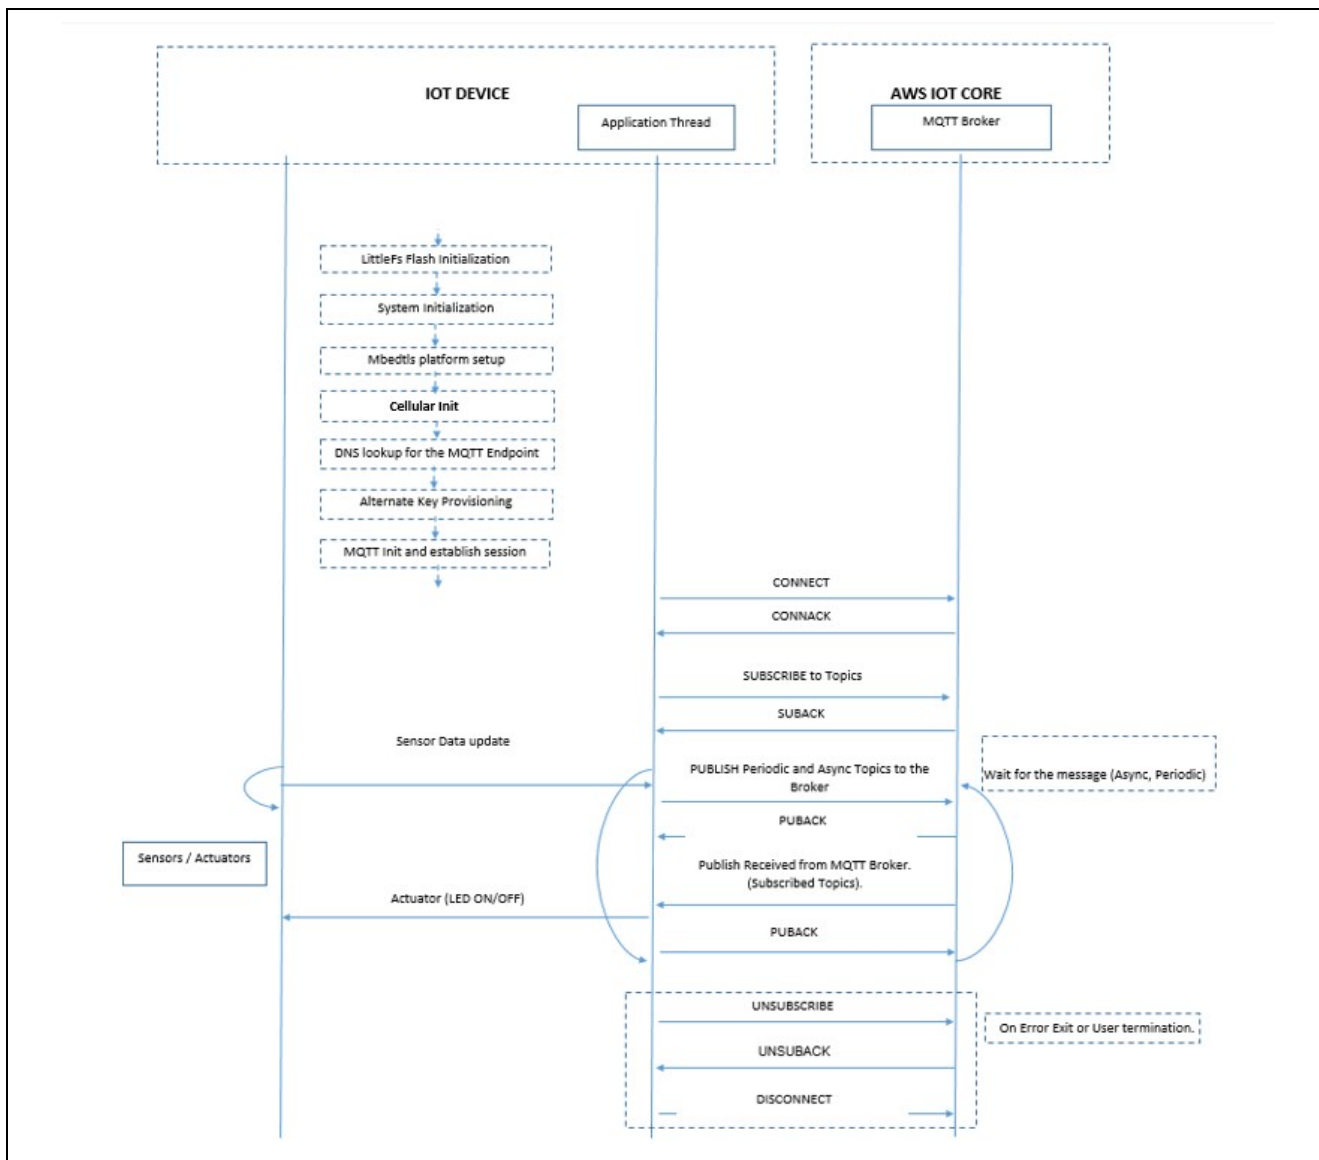 IOT DEVICE
AWS IOT CORE
Application Thread
MQTT Broker
LittleFs Flash Initialization
System Initialization
Mbedtls platform setup
Cellular Init
DNS lookup for the MQTT Endpoint
Alternate Key Provisioning
MQTT Init and establish session
CONNECT
CONNACK
SUBSCRIBE to Topics
SUBACK
Sensor Data update
PUBLISH Periodic and Async Topics to the
Broker
Wait for the message (Async, Periodic)
PUBACK
Sensors / Actuators
Publish Received from MQTT Broker.
(Subscribed Topics).
Actuator (LED ON/OFF)
PUBACK
UNSUBSCRIBE
On Error Exit or User termination.
UNSUBACK
DISCONNECT